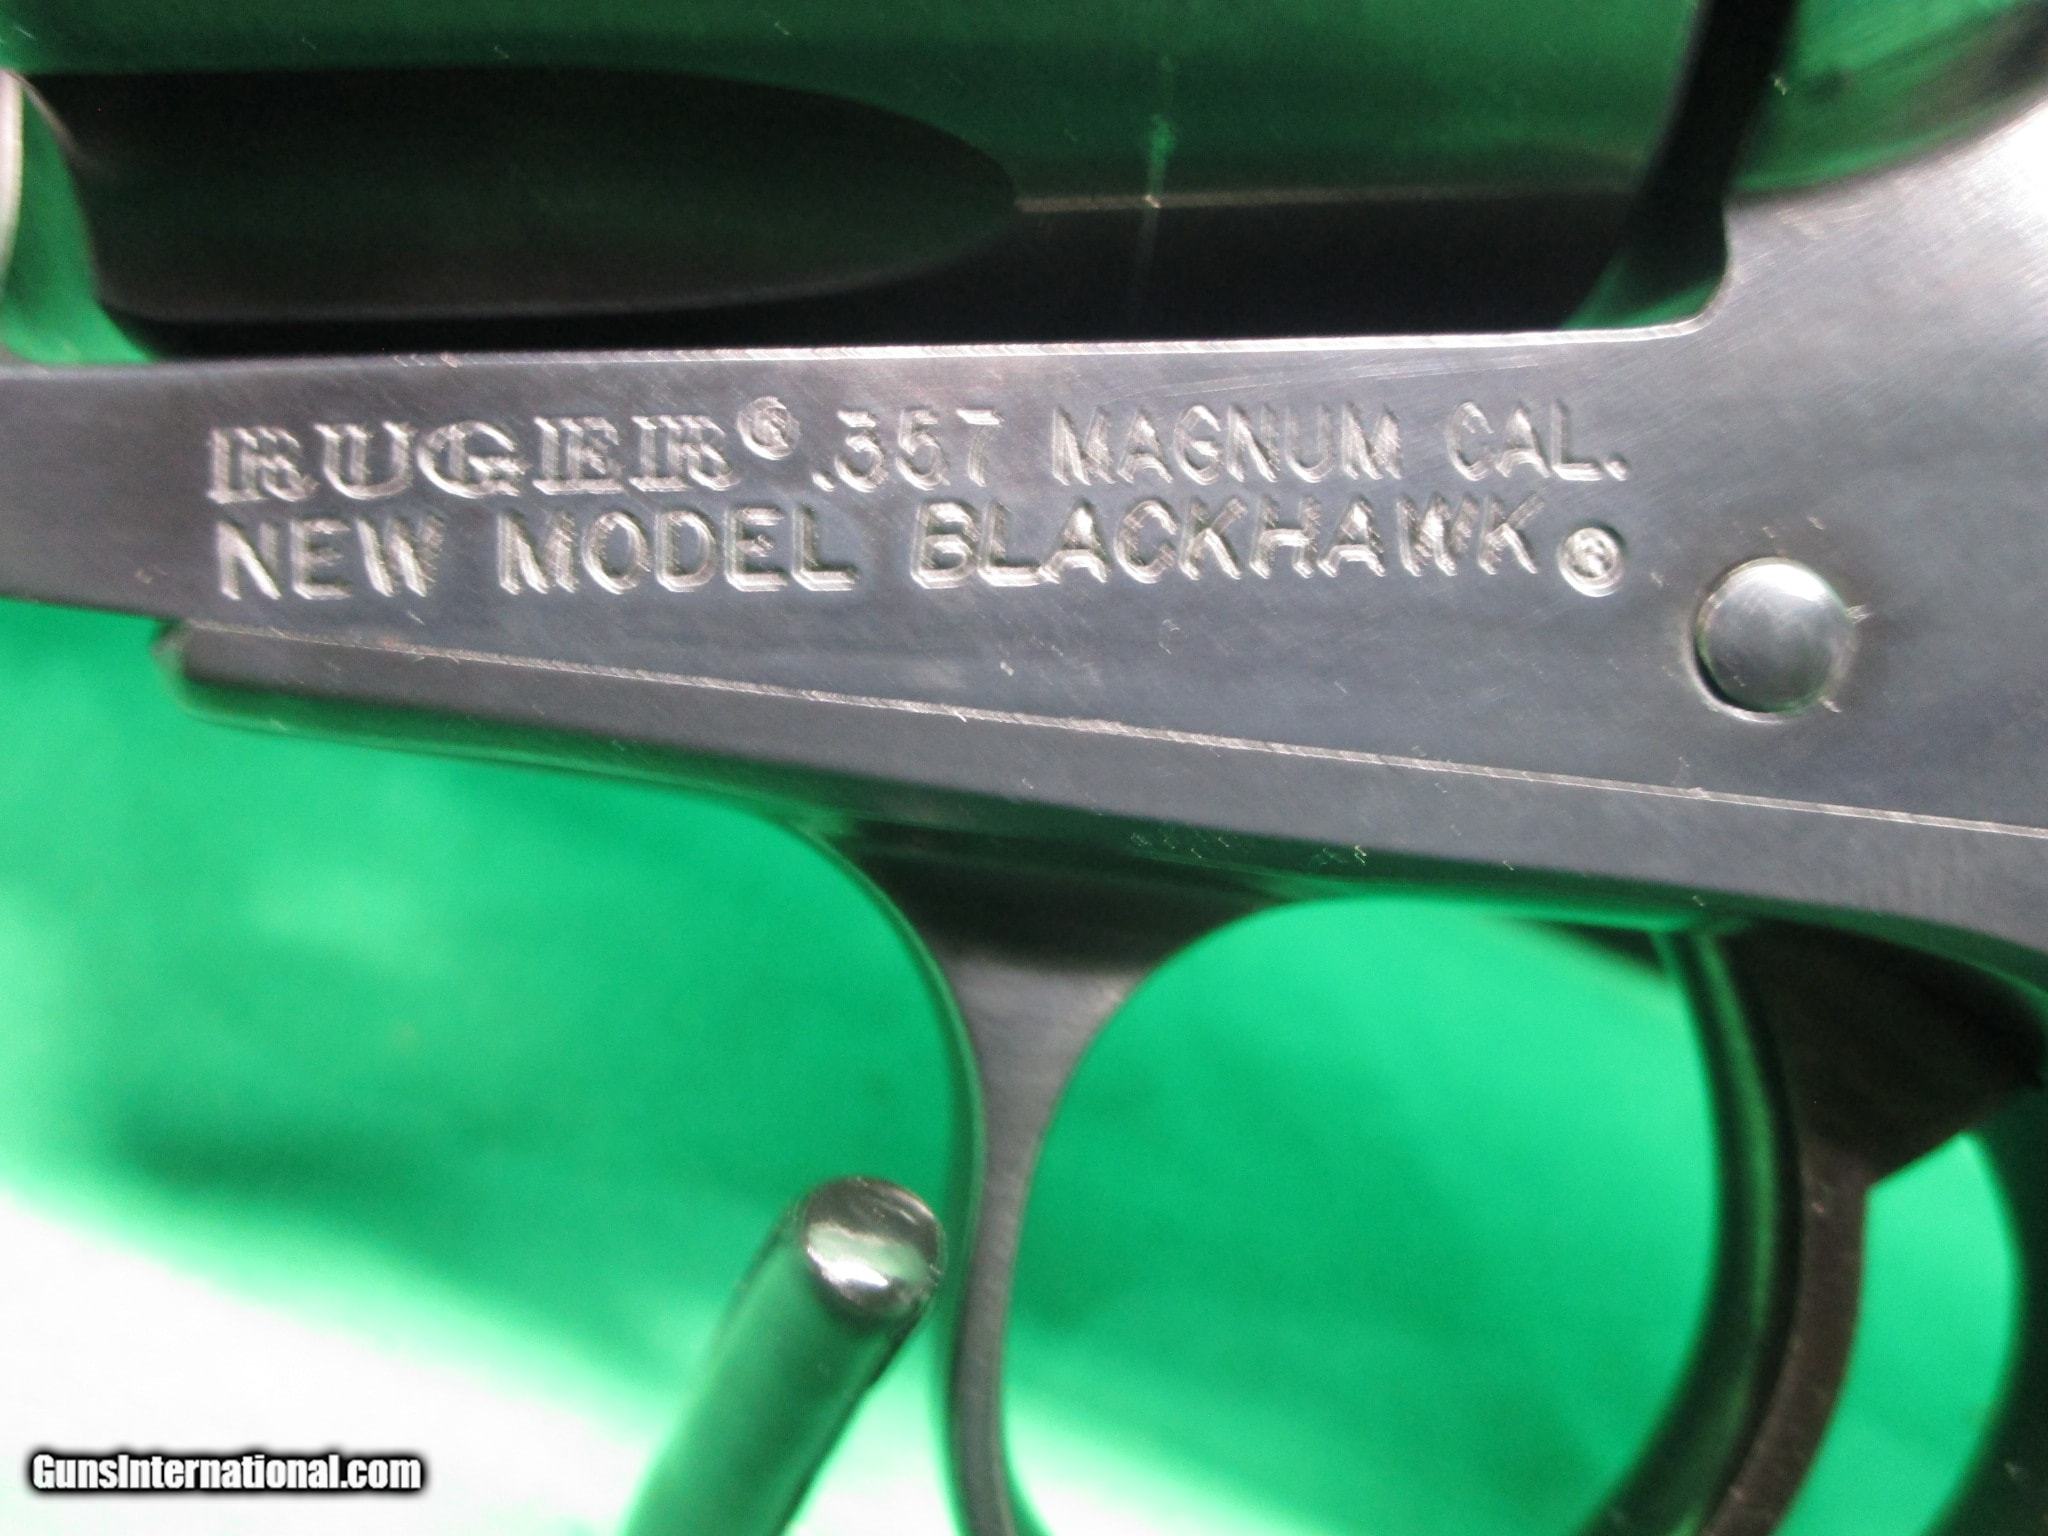 RUGER® .357 MAGNUM CAL.
NEW MODEL BLACKHAWK®
GunsInternational.com